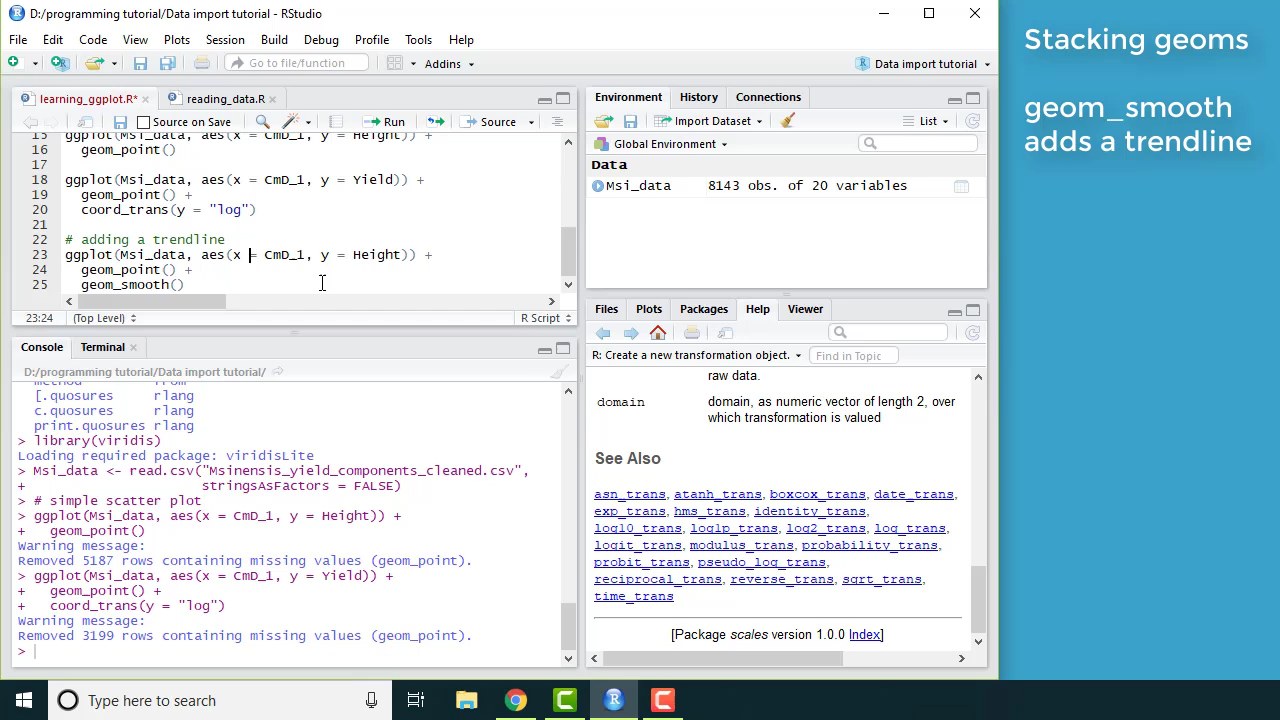 D:/programming tutorial/Data import tutorial - RStudio
File Edit Code View Plots Session Build Debug Profile Tools Help
Go to file/function Addins Data import tutorial
learning_ggplot.R* reading_data.R
Source on Save Run Source
15 ggplot(Msi_data, aes(x = CmD_1, y = Height)) +
16 geom_point()
17
18 ggplot(Msi_data, aes(x = CmD_1, y = Yield)) +
19 geom_point() +
20 coord_trans(y = "log")
21
22 # adding a trendline
23 ggplot(Msi_data, aes(x = CmD_1, y = Height)) +
24 geom_point() +
25 geom_smooth()
23:24 (Top Level) R Script
Console Terminal
D:/programming tutorial/Data import tutorial/
method from
[.quosures rlang
c.quosures rlang
print.quosures rlang
> library(viridis)
Loading required package: viridisLite
> Msi_data <- read.csv("Msinensis_yield_components_cleaned.csv",
+ stringsAsFactors = FALSE)
> # simple scatter plot
> ggplot(Msi_data, aes(x = CmD_1, y = Height)) +
+ geom_point()
Warning message:
Removed 5187 rows containing missing values (geom_point).
> ggplot(Msi_data, aes(x = CmD_1, y = Yield)) +
+ geom_point() +
+ coord_trans(y = "log")
Warning message:
Removed 3199 rows containing missing values (geom_point).
>
Environment History Connections
Import Dataset List
Global Environment
Data
Msi_data 8143 obs. of 20 variables
Files Plots Packages Help Viewer
R: Create a new transformation object. Find in Topic
raw data.
domain domain, as numeric vector of length 2, over
which transformation is valued
See Also
asn_trans, atanh_trans, boxcox_trans, date_trans,
exp_trans, hms_trans, identity_trans,
log10_trans, log1p_trans, log2_trans, log_trans,
logit_trans, modulus_trans, probability_trans,
probit_trans, pseudo_log_trans,
reciprocal_trans, reverse_trans, sqrt_trans,
time_trans
[Package scales version 1.0.0 Index]
Stacking geoms
geom_smooth
adds a trendline
Type here to search